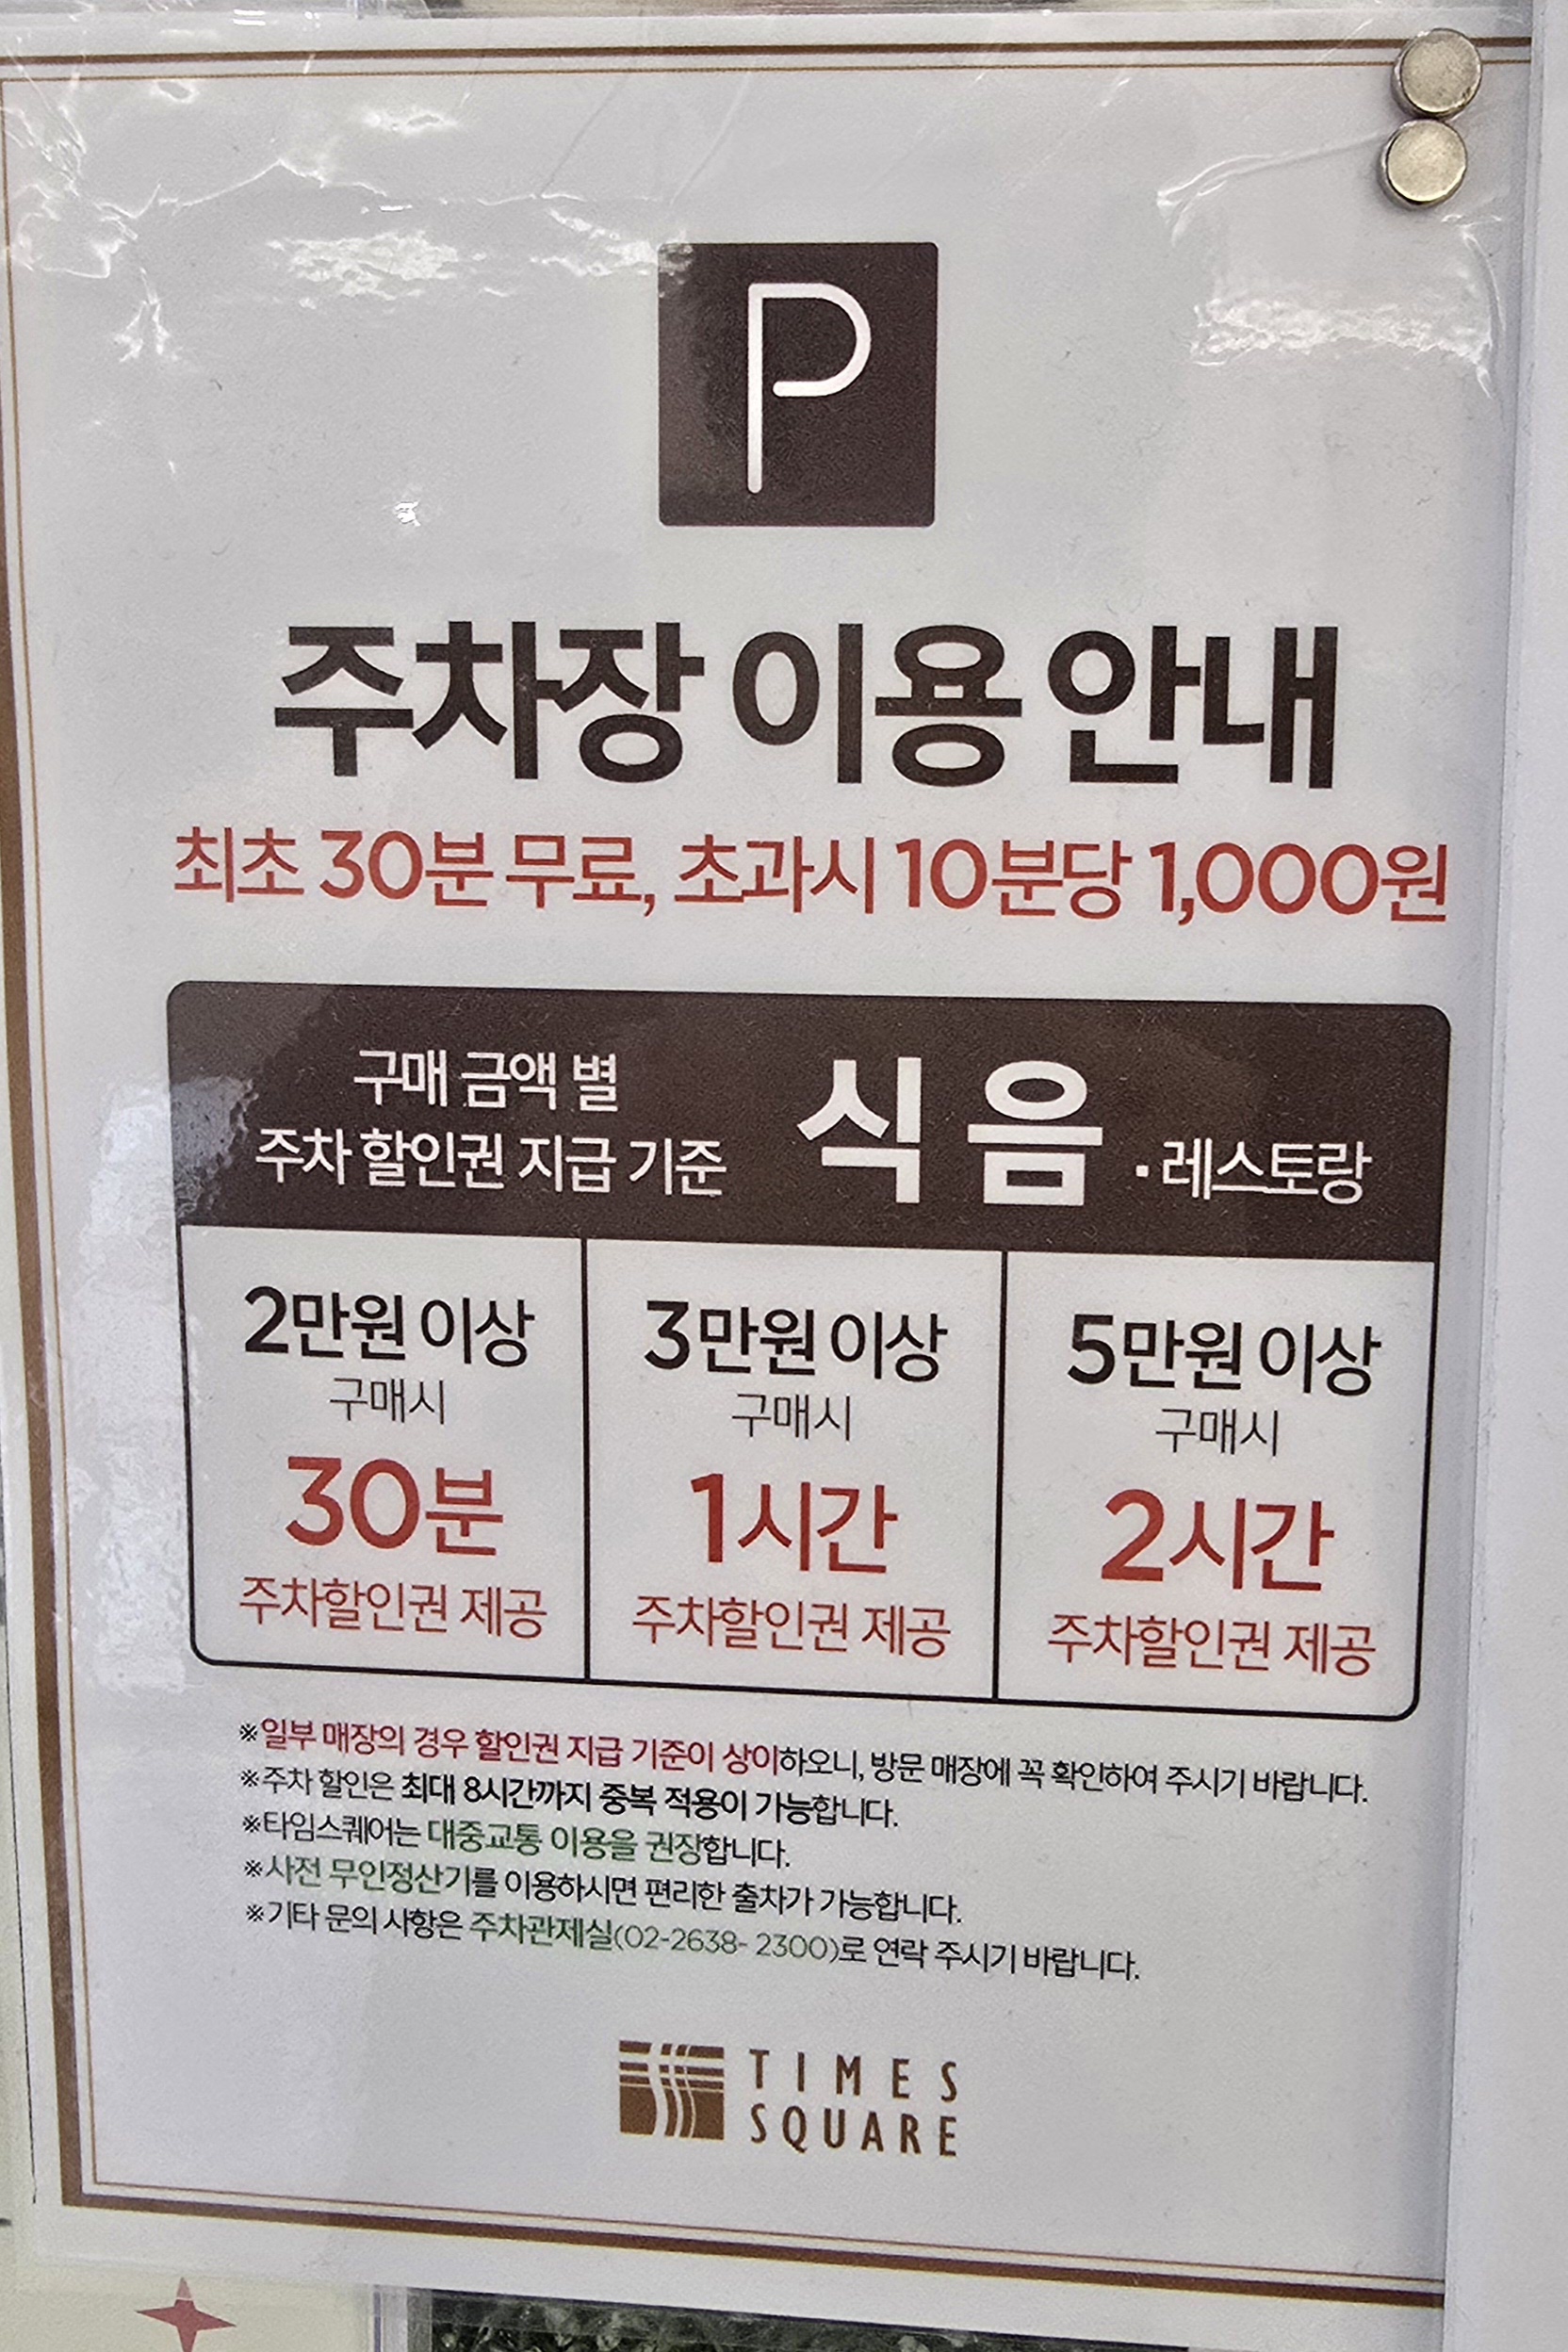 P
주차장 이용 안내
최초 30분 무료, 초과시 10분당 1,000원
구매 금액 별
주차 할인권 지급 기준
식음 · 레스토랑
2만원 이상
구매시
30분
주차할인권 제공
3만원 이상
구매시
1시간
주차할인권 제공
5만원 이상
구매시
2시간
주차할인권 제공
※일부 매장의 경우 할인권 지급 기준이 상이하오니, 방문 매장에 꼭 확인하여 주시기 바랍니다.
※주차 할인은 최대 8시간까지 중복 적용이 가능합니다.
※타임스퀘어는 대중교통 이용을 권장합니다.
※사전 무인정산기를 이용하시면 편리한 출차가 가능합니다.
※기타 문의 사항은 주차관제실(02-2638- 2300)로 연락 주시기 바랍니다.
TIMES
SQUARE